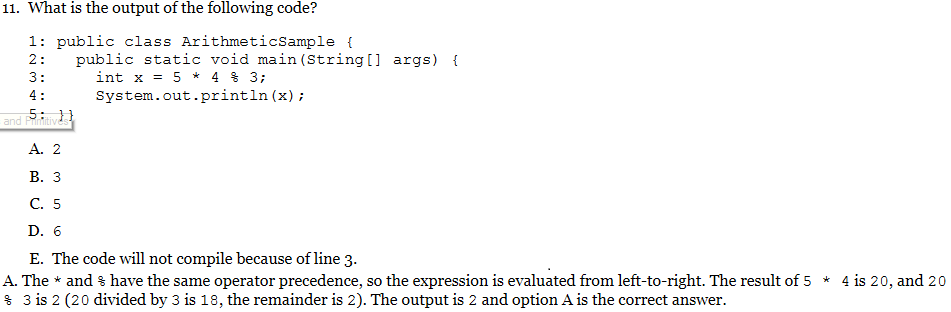 11. What is the output of the following code?
1: public class ArithmeticSample {
2: public static void main(String[] args) {
3: int x = 5 * 4 % 3;
4: System.out.println(x);
5: }}
and Primitives
A. 2
B. 3
C. 5
D. 6
E. The code will not compile because of line 3.
A. The * and % have the same operator precedence, so the expression is evaluated from left-to-right. The result of 5 * 4 is 20, and 20
% 3 is 2 (20 divided by 3 is 18, the remainder is 2). The output is 2 and option A is the correct answer.